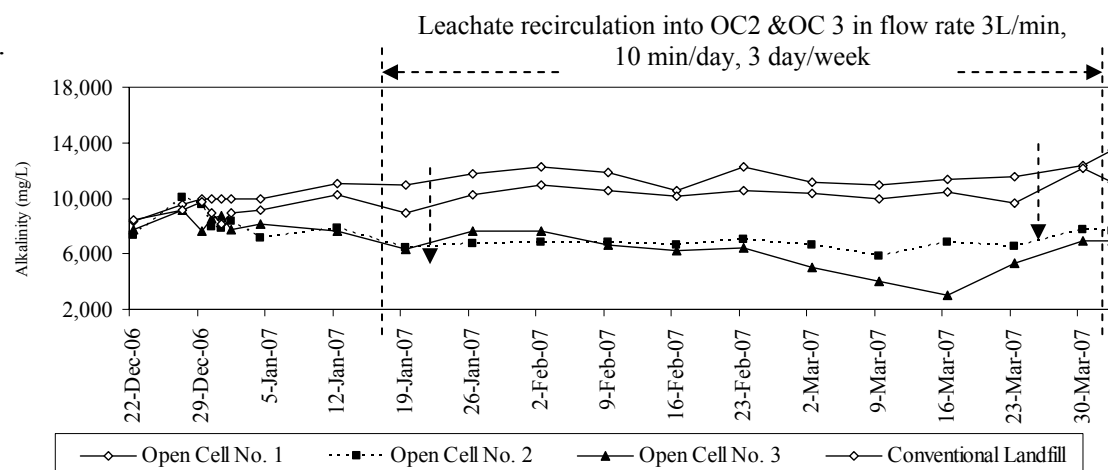 Leachate recirculation into OC2 &OC 3 in flow rate 3L/min,
10 min/day, 3 day/week
18,000
14,000
10,000
6,000
2,000
Alkalinity (mg/L)
22-Dec-06
29-Dec-06
5-Jan-07
12-Jan-07
19-Jan-07
26-Jan-07
2-Feb-07
9-Feb-07
16-Feb-07
23-Feb-07
2-Mar-07
9-Mar-07
16-Mar-07
23-Mar-07
30-Mar-07
Open Cell No. 1
Open Cell No. 2
Open Cell No. 3
Conventional Landfill